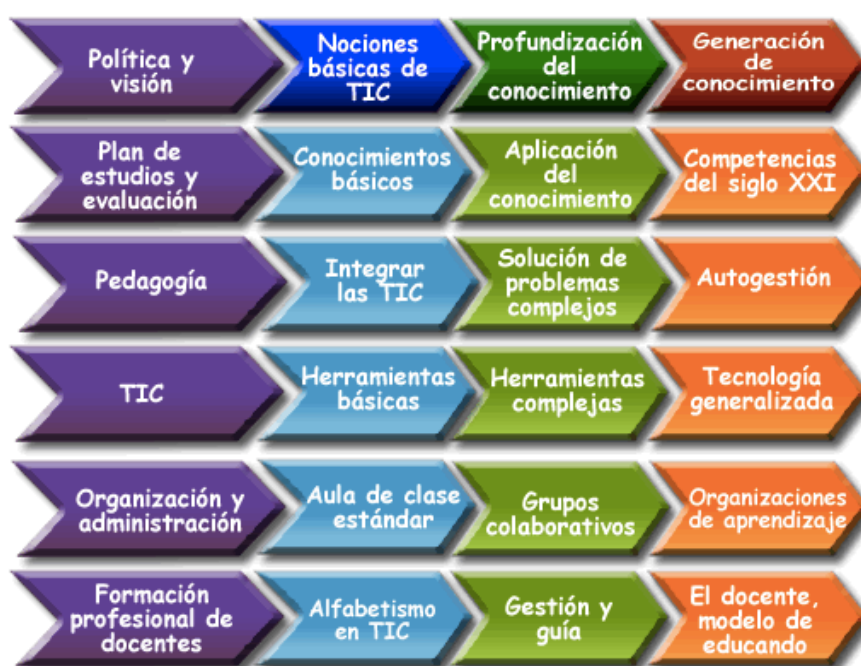 Política y
visión
Nociones
básicas de
TIC
Profundización
del
conocimiento
Generación
de
conocimiento
Plan de
estudios y
evaluación
Conocimientos
básicos
Aplicación
del
conocimiento
Competencias
del siglo XXI
Pedagogía
Integrar
las TIC
Solución de
problemas
complejos
Autogestión
TIC
Herramientas
básicas
Herramientas
complejas
Tecnología
generalizada
Organización y
administración
Aula de clase
estándar
Grupos
colaborativos
Organizaciones
de aprendizaje
Formación
profesional de
docentes
Alfabetismo
en TIC
Gestión y
guía
El docente,
modelo de
educando